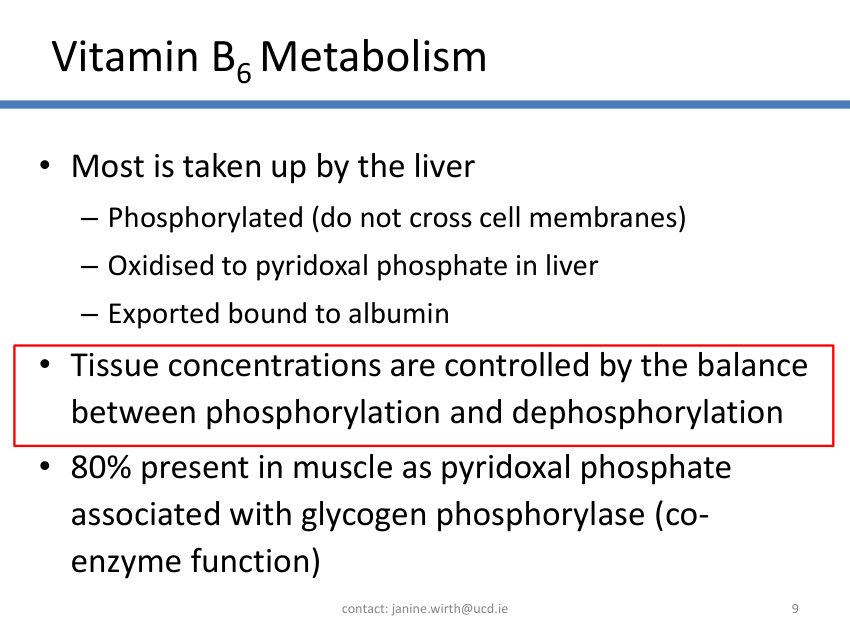 Vitamin B6 Metabolism
• Most is taken up by the liver
– Phosphorylated (do not cross cell membranes)
– Oxidised to pyridoxal phosphate in liver
– Exported bound to albumin
• Tissue concentrations are controlled by the balance
between phosphorylation and dephosphorylation
• 80% present in muscle as pyridoxal phosphate
associated with glycogen phosphorylase (co-
enzyme function)
contact: janine.wirth@ucd.ie
9